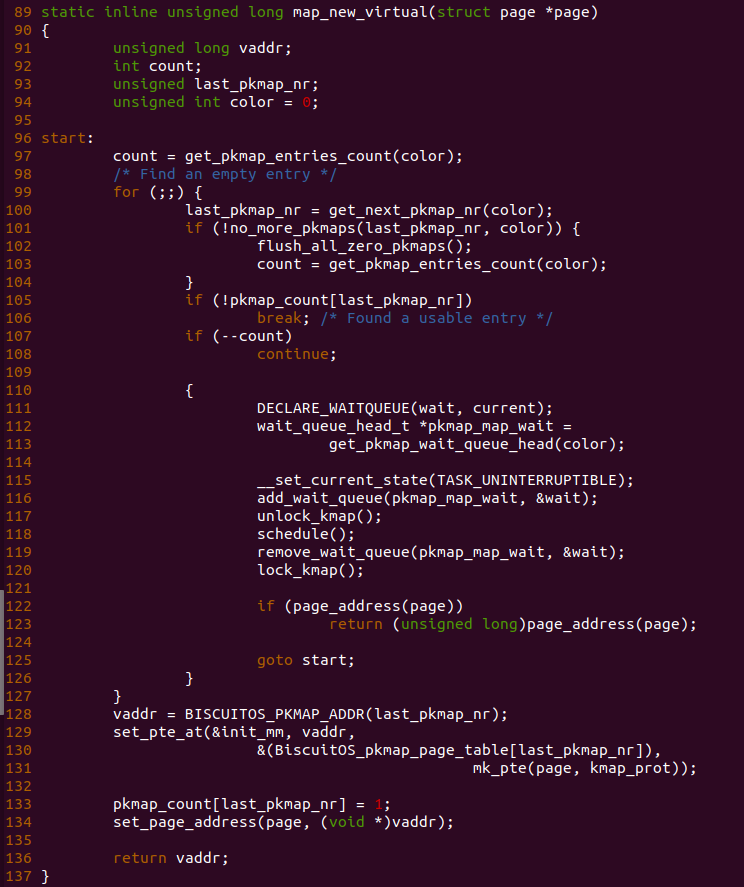 89 static inline unsigned long map_new_virtual(struct page *page)
90 {
91         unsigned long vaddr;
92         int count;
93         unsigned last_pkmap_nr;
94         unsigned int color = 0;
95
96 start:
97         count = get_pkmap_entries_count(color);
98         /* Find an empty entry */
99         for (;;) {
100                 last_pkmap_nr = get_next_pkmap_nr(color);
101                 if (!no_more_pkmaps(last_pkmap_nr, color)) {
102                         flush_all_zero_pkmaps();
103                         count = get_pkmap_entries_count(color);
104                 }
105                 if (!pkmap_count[last_pkmap_nr])
106                         break; /* Found a usable entry */
107                 if (--count)
108                         continue;
109
110                 {
111                         DECLARE_WAITQUEUE(wait, current);
112                         wait_queue_head_t *pkmap_map_wait =
113                                 get_pkmap_wait_queue_head(color);
114
115                         __set_current_state(TASK_UNINTERRUPTIBLE);
116                         add_wait_queue(pkmap_map_wait, &wait);
117                         unlock_kmap();
118                         schedule();
119                         remove_wait_queue(pkmap_map_wait, &wait);
120                         lock_kmap();
121
122                         if (page_address(page))
123                                 return (unsigned long)page_address(page);
124
125                         goto start;
126                 }
127         }
128         vaddr = BISCUITOS_PKMAP_ADDR(last_pkmap_nr);
129         set_pte_at(&init_mm, vaddr,
130                         &(BiscuitOS_pkmap_page_table[last_pkmap_nr]),
131                                                 mk_pte(page, kmap_prot));
132
133         pkmap_count[last_pkmap_nr] = 1;
134         set_page_address(page, (void *)vaddr);
135
136         return vaddr;
137 }